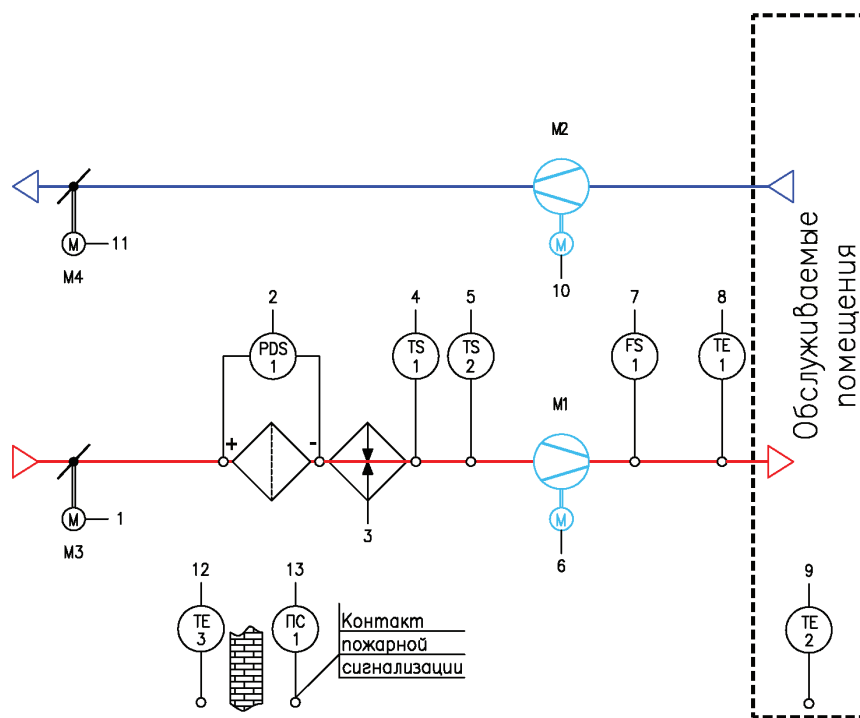 M2
M
11
M4
M
10
Обслуживаемые
помещения
2
4
5
7
8
PDS
1
TS
1
TS
2
FS
1
TE
1
M1
+
-
M
1
M3
3
M
6
12
13
9
TE
3
ПС
1
Контакт
пожарной
сигнализации
TE
2